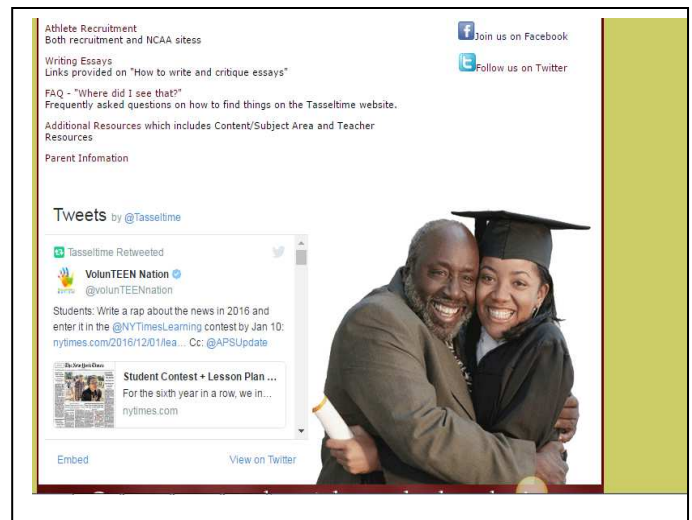 Athlete Recruitment
Both recruitment and NCAA sitess
Writing Essays
Links provided on "How to write and critique essays"
FAQ - "Where did I see that?"
Frequently asked questions on how to find things on the Tasseltime website.
Additional Resources which includes Content/Subject Area and Teacher
Resources
Parent Infomation
Join us on Facebook
Follow us on Twitter
Tweets by @Tasseltime
Tasseltime Retweeted
VolunTEEN Nation
@volunTEENnation
Students: Write a rap about the news in 2016 and
enter it in the @NYTimesLearning contest by Jan 10:
nytimes.com/2016/12/01/lea… Cc: @APSUpdate
The New York Times
Student Contest + Lesson Plan ...
For the sixth year in a row, we in...
nytimes.com
Embed
View on Twitter